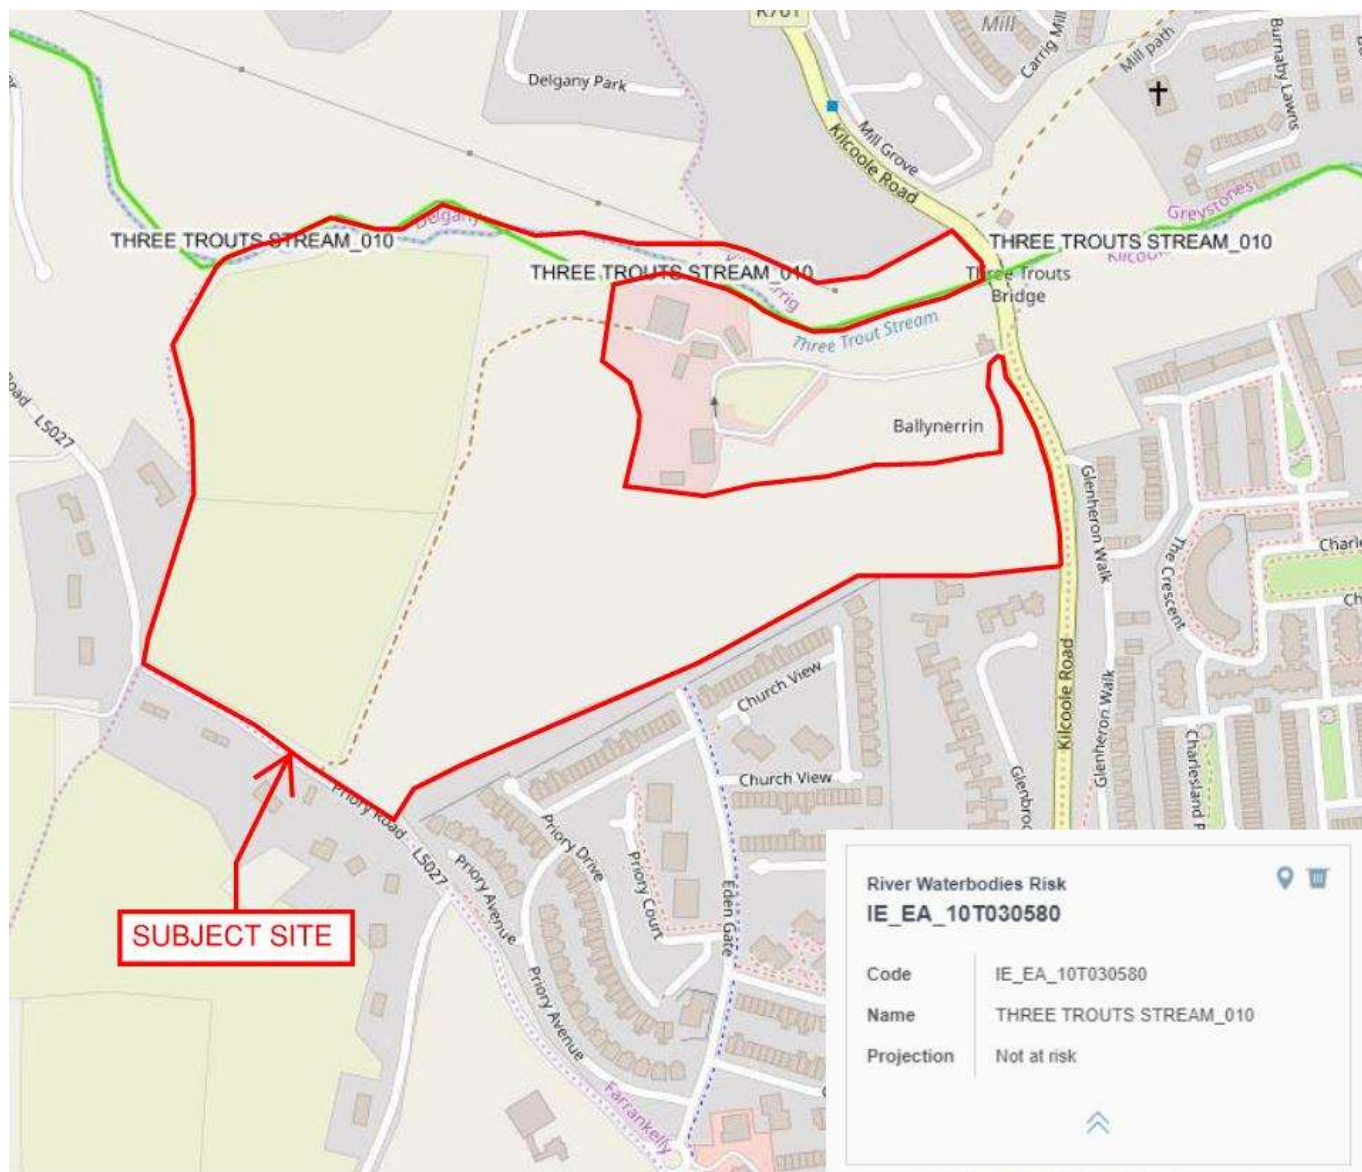 R761
Mill
Carrig Mill
Mill path
Burnaby Lawns
Delgany Park
Mill Grove
Kilcoole Road
Greystones
THREE TROUTS STREAM_010
Delgany
THREE TROUTS STREAM_010
THREE TROUTS STREAM_010
Three Trouts
Bridge
Three Trout Stream
Ballynerrin
L5027
Glenheron Walk
The Crescent
Kilcoole Road
Glenheron Walk
Church View
Church View
Priory Road
L5027
Priory Drive
Priory Court
Priory Avenue
Priory Avenue
Eden Gate
Farrankelly
SUBJECT SITE
River Waterbodies Risk
IE_EA_10T030580
Code IE_EA_10T030580
Name THREE TROUTS STREAM_010
Projection Not at risk